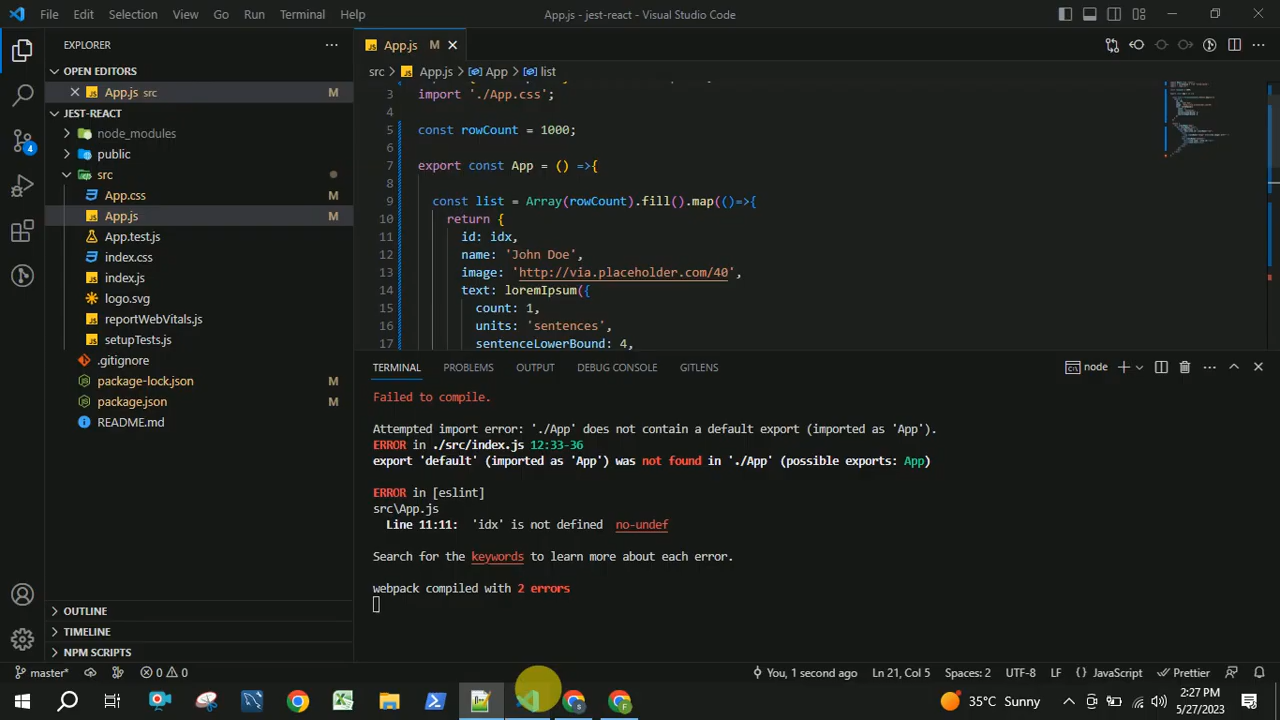 File Edit Selection View Go Run Terminal Help App.js - jest-react - Visual Studio Code
EXPLORER
OPEN EDITORS
App.js src M
JEST-REACT
node_modules
public
src
App.css M
App.js M
App.test.js
index.css
index.js
logo.svg
reportWebVitals.js
setupTests.js
.gitignore
package-lock.json M
package.json M
README.md
OUTLINE
TIMELINE
NPM SCRIPTS
4
App.js M
src > App.js > App > list
3 import './App.css';
4
5 const rowCount = 1000;
6
7 export const App = () =>{
8
9 const list = Array(rowCount).fill().map(()=>{
10 return {
11 id: idx,
12 name: 'John Doe',
13 image: 'http://via.placeholder.com/40',
14 text: loremIpsum({
15 count: 1,
16 units: 'sentences',
17 sentenceLowerBound: 4,
TERMINAL PROBLEMS OUTPUT DEBUG CONSOLE GITLENS node
Failed to compile.
Attempted import error: './App' does not contain a default export (imported as 'App').
ERROR in ./src/index.js 12:33-36
export 'default' (imported as 'App') was not found in './App' (possible exports: App)
ERROR in [eslint]
src\App.js
Line 11:11: 'idx' is not defined no-undef
Search for the keywords to learn more about each error.
webpack compiled with 2 errors
master* 0 0 You, 1 second ago Ln 21, Col 5 Spaces: 2 UTF-8 LF { } JavaScript Prettier
35°C Sunny
2:27 PM
5/27/2023